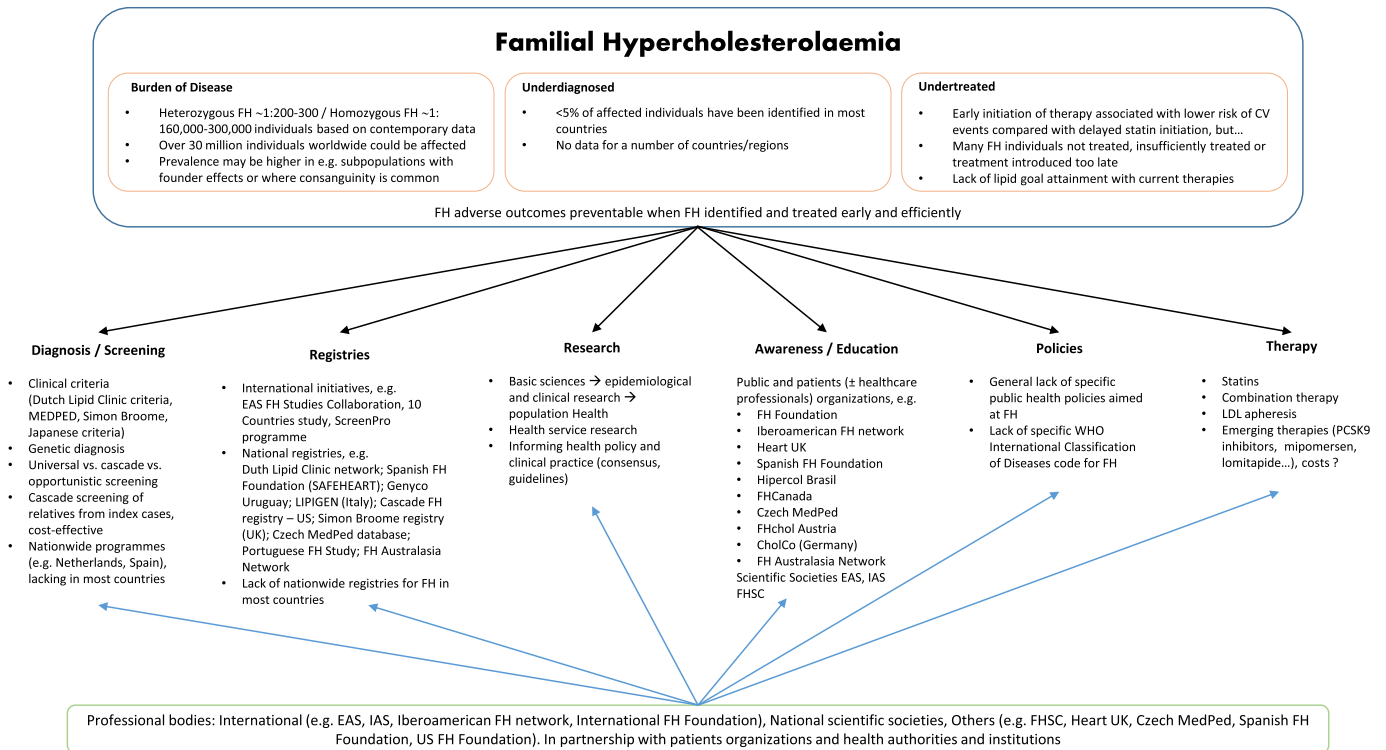 Familial Hypercholesterolaemia
Burden of Disease
• Heterozygous FH ~1:200-300 / Homozygous FH ~1:
160,000-300,000 individuals based on contemporary data
• Over 30 million individuals worldwide could be affected
• Prevalence may be higher in e.g. subpopulations with
founder effects or where consanguinity is common
Underdiagnosed
• <5% of affected individuals have been identified in most
countries
• No data for a number of countries/regions
Undertreated
• Early initiation of therapy associated with lower risk of CV
events compared with delayed statin initiation, but…
• Many FH individuals not treated, insufficiently treated or
treatment introduced too late
• Lack of lipid goal attainment with current therapies
FH adverse outcomes preventable when FH identified and treated early and efficiently
Diagnosis / Screening
• Clinical criteria
(Dutch Lipid Clinic criteria,
MEDPED, Simon Broome,
Japanese criteria)
• Genetic diagnosis
• Universal vs. cascade vs.
opportunistic screening
• Cascade screening of
relatives from index cases,
cost-effective
• Nationwide programmes
(e.g. Netherlands, Spain),
lacking in most countries
Registries
• International initiatives, e.g.
EAS FH Studies Collaboration, 10
Countries study, ScreenPro
programme
• National registries, e.g.
Duth Lipid Clinic network; Spanish FH
Foundation (SAFEHEART); Genyco
Uruguay; LIPIGEN (Italy); Cascade FH
registry – US; Simon Broome registry
(UK); Czech MedPed database;
Portuguese FH Study; FH Australasia
Network
• Lack of nationwide registries for FH in
most countries
Research
• Basic sciences → epidemiological
and clinical research →
population Health
• Health service research
• Informing health policy and
clinical practice (consensus,
guidelines)
Awareness / Education
Public and patients (± healthcare
professionals) organizations, e.g.
• FH Foundation
• Iberoamerican FH network
• Heart UK
• Spanish FH Foundation
• Hipercol Brasil
• FHCanada
• Czech MedPed
• FHchol Austria
• CholCo (Germany)
• FH Australasia Network
Scientific Societies EAS, IAS
FHSC
Policies
• General lack of specific
public health policies aimed
at FH
• Lack of specific WHO
International Classification
of Diseases code for FH
Therapy
• Statins
• Combination therapy
• LDL apheresis
• Emerging therapies (PCSK9
inhibitors, mipomersen,
lomitapide…), costs ?
Professional bodies: International (e.g. EAS, IAS, Iberoamerican FH network, International FH Foundation), National scientific societies, Others (e.g. FHSC, Heart UK, Czech MedPed, Spanish FH
Foundation, US FH Foundation). In partnership with patients organizations and health authorities and institutions